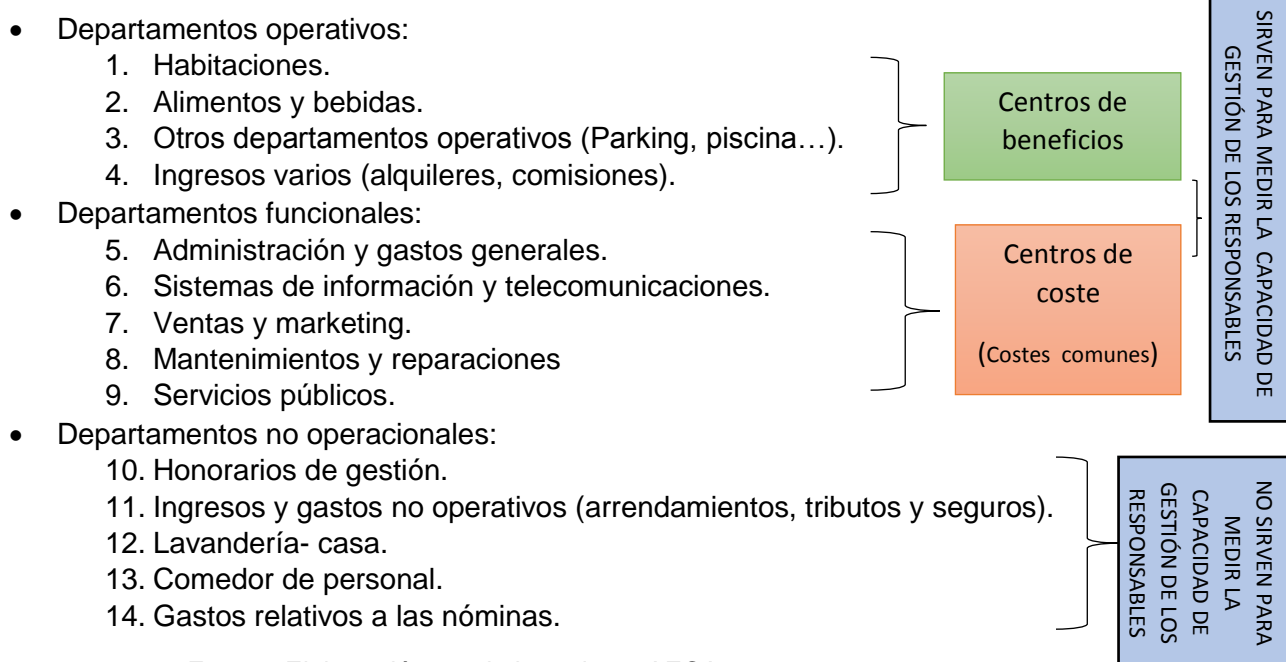 • Departamentos operativos:
1. Habitaciones.
2. Alimentos y bebidas.
3. Otros departamentos operativos (Parking, piscina…).
4. Ingresos varios (alquileres, comisiones).
Centros de
beneficios
• Departamentos funcionales:
5. Administración y gastos generales.
6. Sistemas de información y telecomunicaciones.
7. Ventas y marketing.
8. Mantenimientos y reparaciones
9. Servicios públicos.
Centros de
coste
(Costes comunes)
SIRVEN PARA MEDIR LA CAPACIDAD DE
GESTIÓN DE LOS RESPONSABLES
• Departamentos no operacionales:
10. Honorarios de gestión.
11. Ingresos y gastos no operativos (arrendamientos, tributos y seguros).
12. Lavandería- casa.
13. Comedor de personal.
14. Gastos relativos a las nóminas.
NO SIRVEN PARA
MEDIR LA
CAPACIDAD DE
GESTIÓN DE LOS
RESPONSABLES